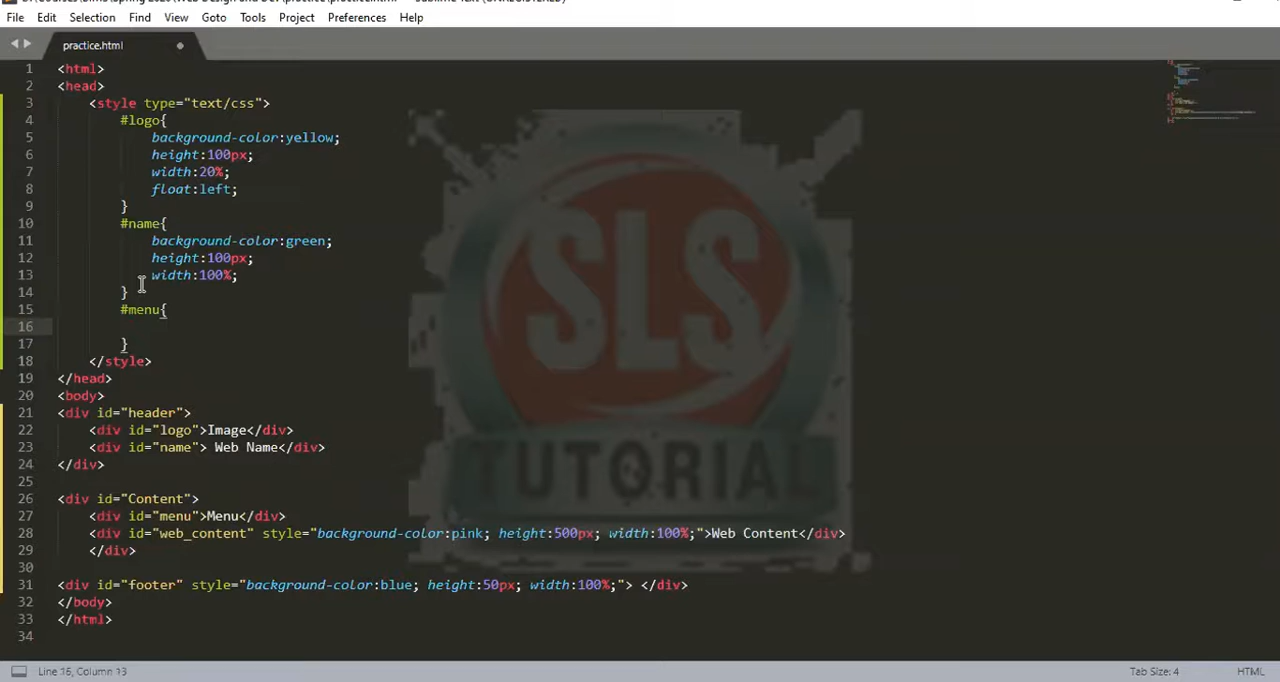 File Edit Selection Find View Goto Tools Project Preferences Help
practice.html
1 <html>
2 <head>
3 <style type="text/css">
4 #logo{
5 background-color:yellow;
6 height:100px;
7 width:20%;
8 float:left;
9 }
10 #name{
11 background-color:green;
12 height:100px;
13 width:100%;
14 }
15 #menu{
16
17 }
18 </style>
19 </head>
20 <body>
21 <div id="header">
22 <div id="logo">Image</div>
23 <div id="name"> Web Name</div>
24 </div>
25
26 <div id="Content">
27 <div id="menu">Menu</div>
28 <div id="web_content" style="background-color:pink; height:500px; width:100%;">Web Content</div>
29 </div>
30
31 <div id="footer" style="background-color:blue; height:50px; width:100%;"> </div>
32 </body>
33 </html>
34
SLS
TUTORIAL
Line 16, Column 13
Tab Size: 4
HTML